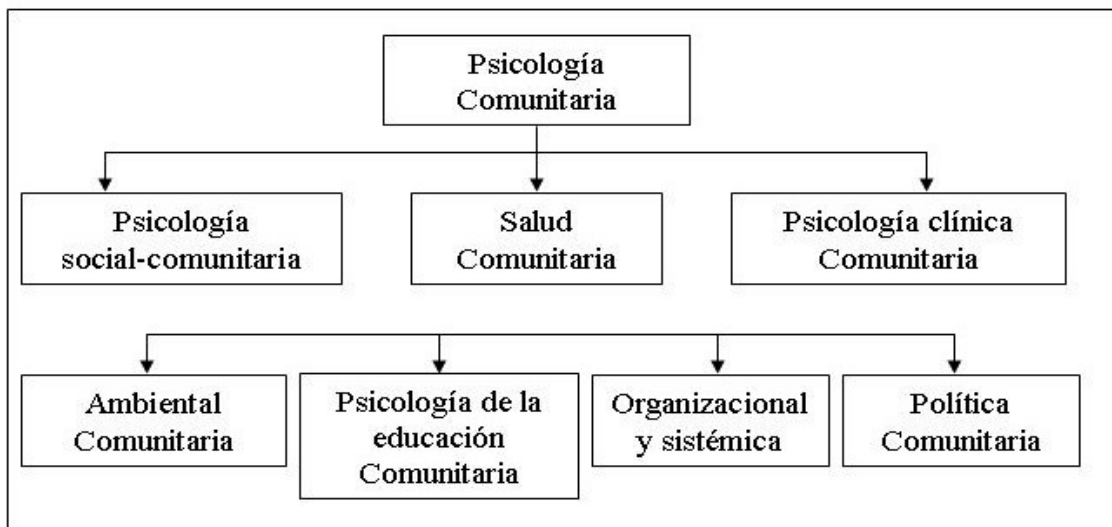 Psicología
Comunitaria
Psicología
social-comunitaria
Salud
Comunitaria
Psicología clínica
Comunitaria
Ambiental
Comunitaria
Psicología de la
educación
Comunitaria
Organizacional
y sistémica
Política
Comunitaria